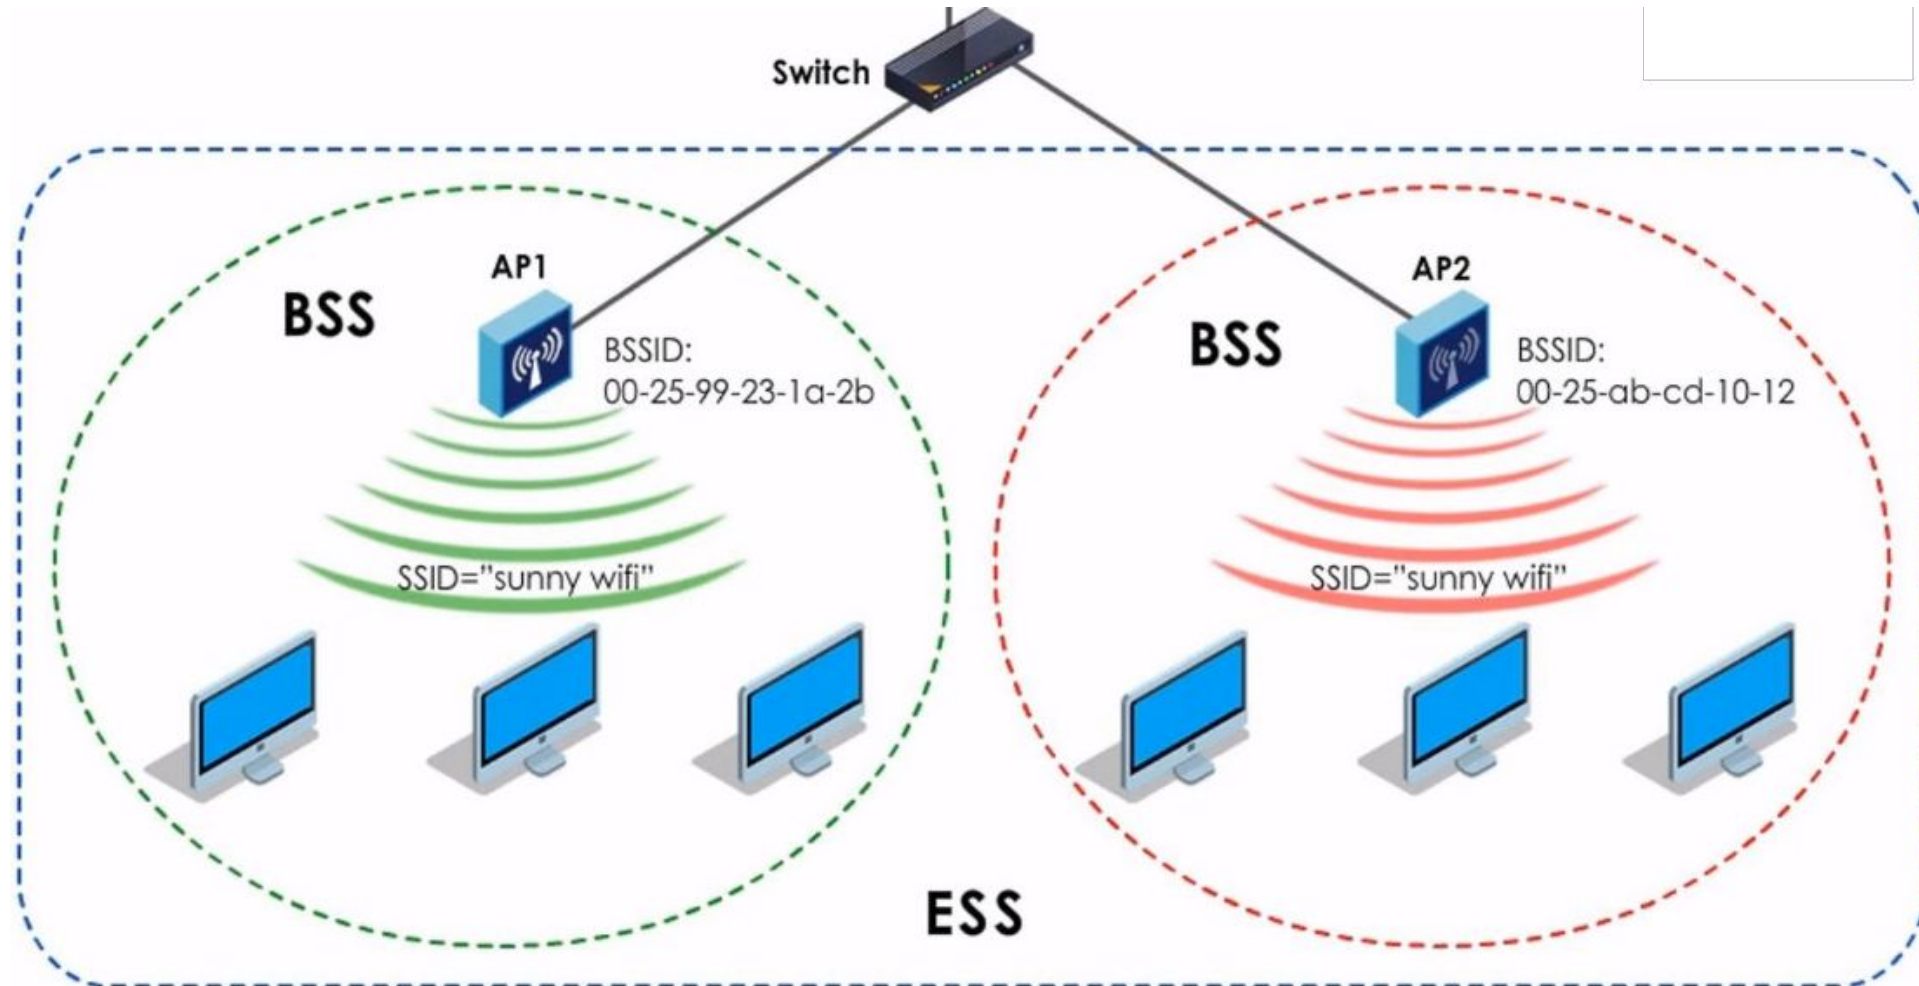 Switch
AP1
BSS
BSSID:
00-25-99-23-1a-2b
SSID="sunny wifi"
AP2
BSS
BSSID:
00-25-ab-cd-10-12
SSID="sunny wifi"
ESS